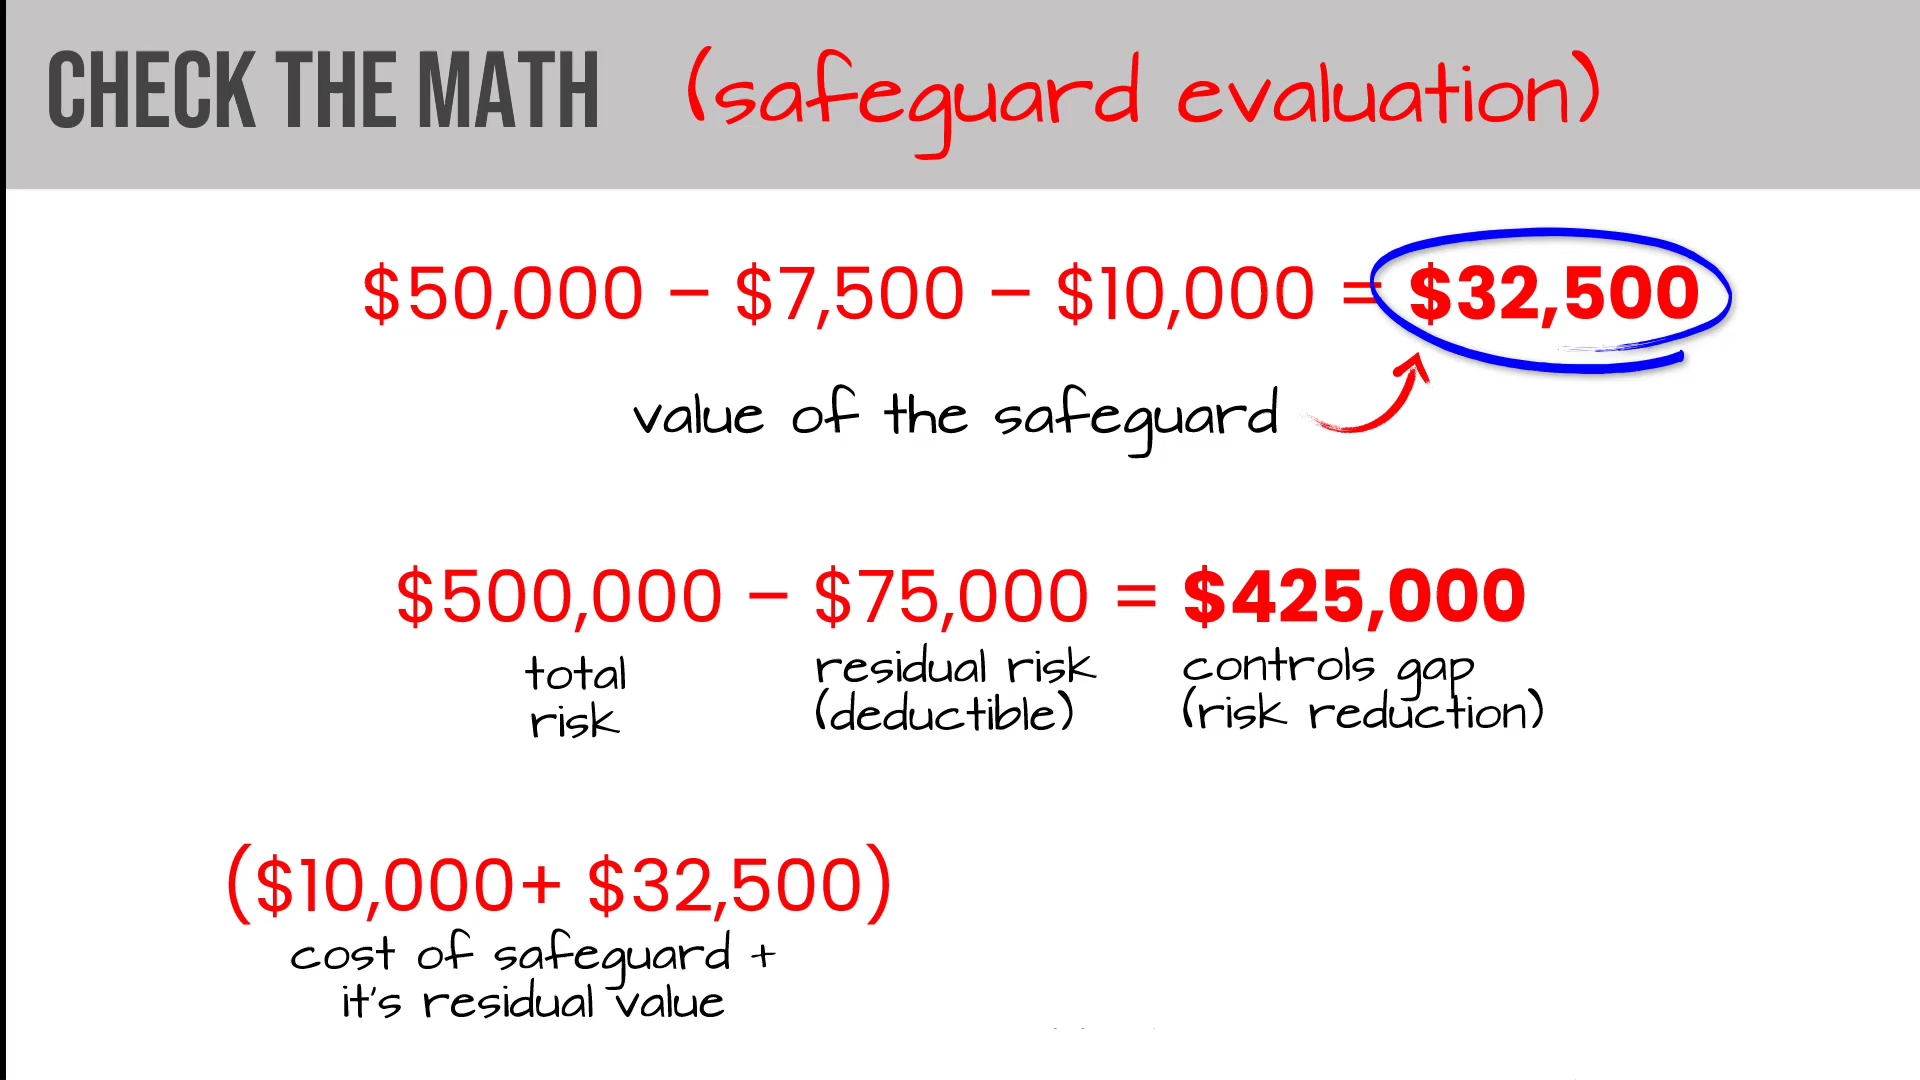 CHECK THE MATH (safeguard evaluation)
$50,000 – $7,500 – $10,000 = $32,500
value of the safeguard
$500,000 – $75,000 = $425,000
total
risk
residual risk
(deductible)
controls gap
(risk reduction)
($10,000+ $32,500)
cost of safeguard +
it's residual value